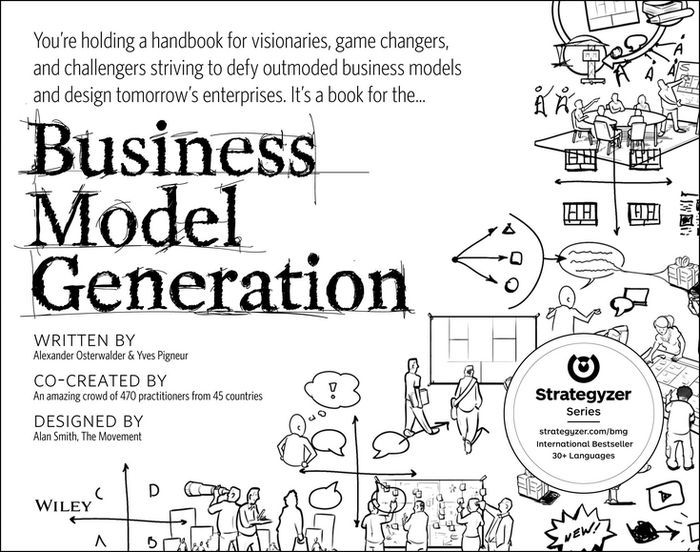 You're holding a handbook for visionaries, game changers,
and challengers striving to defy outmoded business models
and design tomorrow's enterprises. It's a book for the...
Business
Model
Generation
WRITTEN BY
Alexander Osterwalder & Yves Pigneur
CO-CREATED BY
An amazing crowd of 470 practitioners from 45 countries
DESIGNED BY
Alan Smith, The Movement
Strategyzer
Series
strategyzer.com/bmg
International Bestseller
30+ Languages
!
WILEY
C D
A B
NEW!